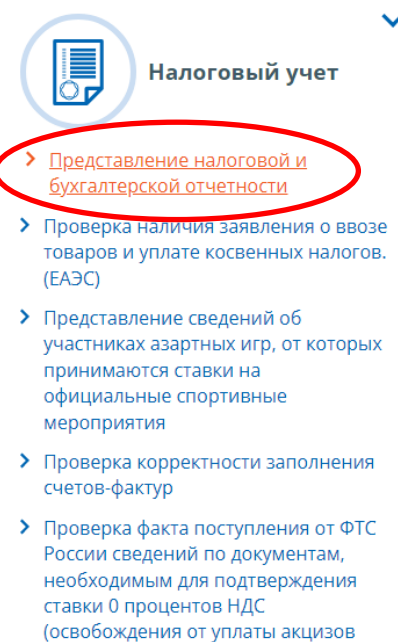 Налоговый учет
Представление налоговой и
бухгалтерской отчетности
Проверка наличия заявления о ввозе
товаров и уплате косвенных налогов.
(ЕАЭС)
Представление сведений об
участниках азартных игр, от которых
принимаются ставки на
официальные спортивные
мероприятия
Проверка корректности заполнения
счетов-фактур
Проверка факта поступления от ФТС
России сведений по документам,
необходимым для подтверждения
ставки 0 процентов НДС
(освобождения от уплаты акцизов